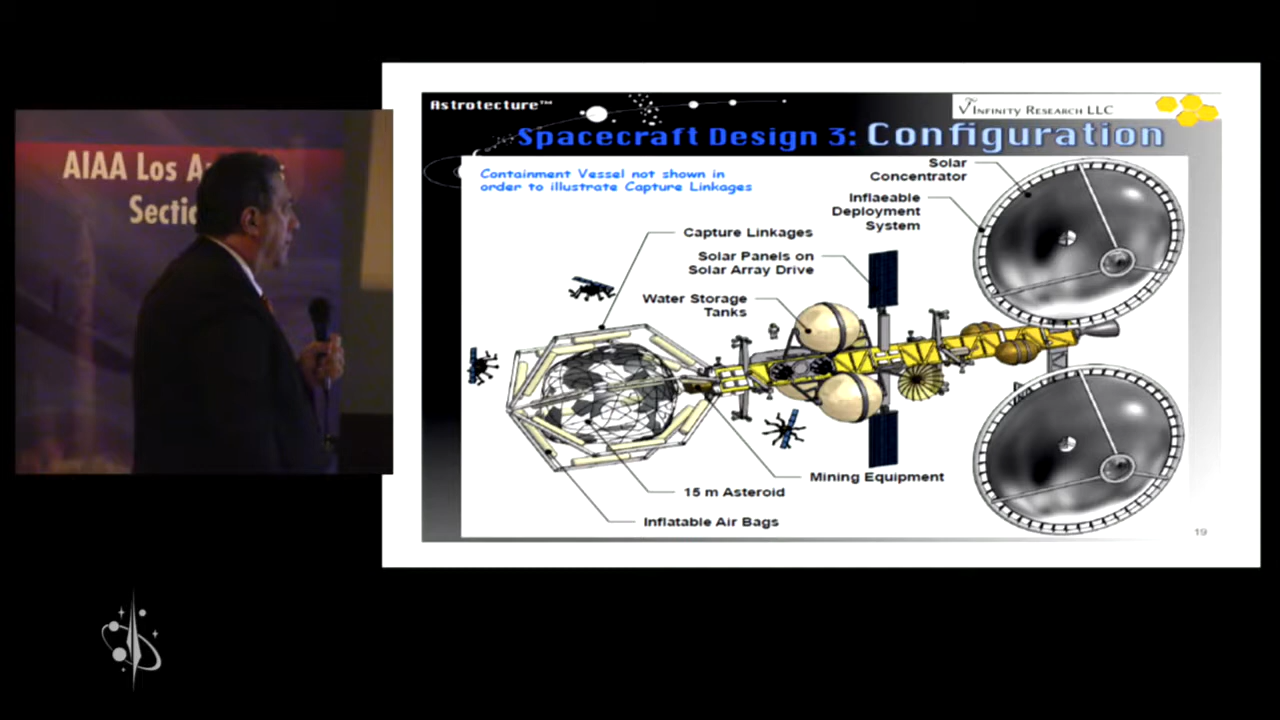 AIAA Los A
Sectio
Astrotecture™
INFINITY RESEARCH LLC
Spacecraft Design 3: Configuration
Containment Vessel not shown in
order to illustrate Capture Linkages
Solar
Concentrator
Inflaeable
Deployment
System
Capture Linkages
Solar Panels on
Solar Array Drive
Water Storage
Tanks
Mining Equipment
15 m Asteroid
Inflatable Air Bags
19